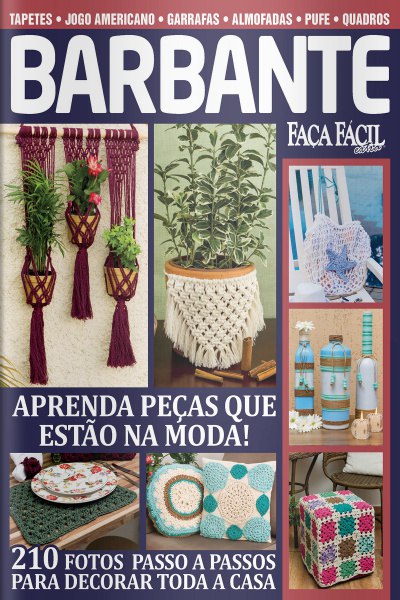 TAPETES • JOGO AMERICANO • GARRAFAS • ALMOFADAS • PUFE • QUADROS
BARBANTE
FAÇA FÁCIL
extra
APRENDA PEÇAS QUE
ESTÃO NA MODA!
210 FOTOS PASSO A PASSOS
PARA DECORAR TODA A CASA